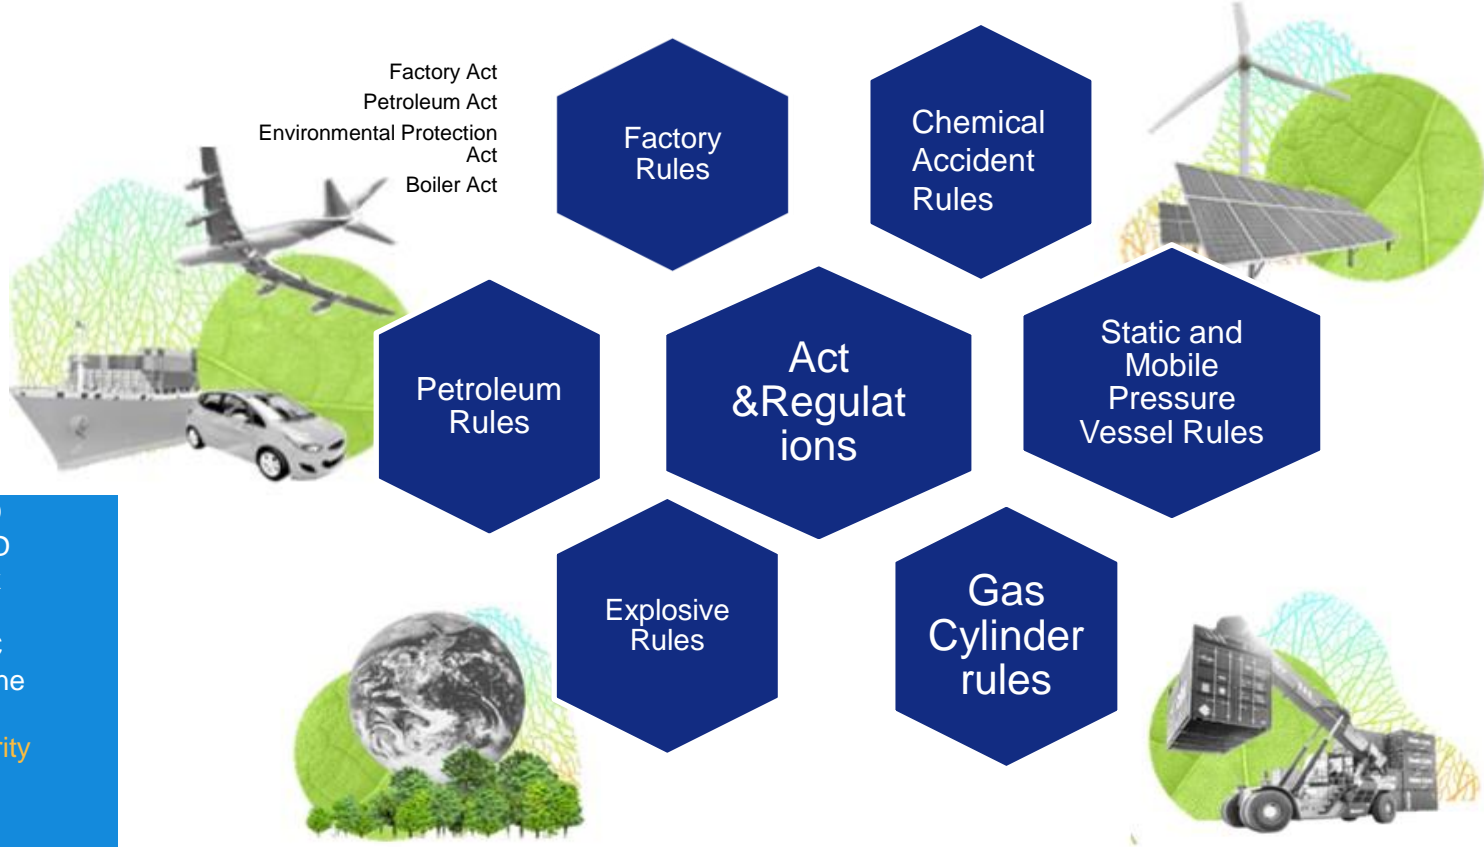 Factory Act
Petroleum Act
Environmental Protection
Act
Boiler Act
Factory
Rules
Chemical
Accident
Rules
Petroleum
Rules
Act
&Regulat
ions
Static and
Mobile
Pressure
Vessel Rules
Explosive
Rules
Gas
Cylinder
rules